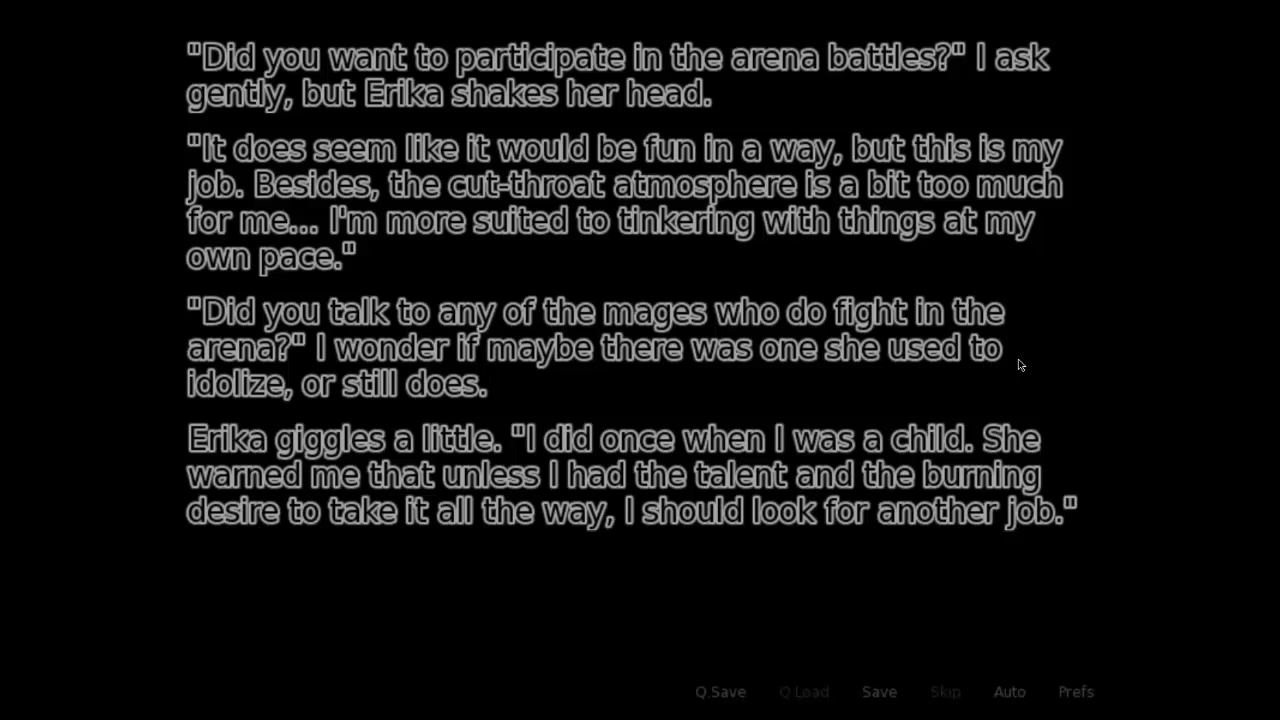 "Did you want to participate in the arena battles?" I ask
gently, but Erika shakes her head.
"It does seem like it would be fun in a way, but this is my
job. Besides, the cut-throat atmosphere is a bit too much
for me... I'm more suited to tinkering with things at my
own pace."
"Did you talk to any of the mages who do fight in the
arena?" I wonder if maybe there was one she used to
idolize, or still does.
Erika giggles a little. "I did once when I was a child. She
warned me that unless I had the talent and the burning
desire to take it all the way, I should look for another job."
Q.Save Q.Load Save Skip Auto Prefs